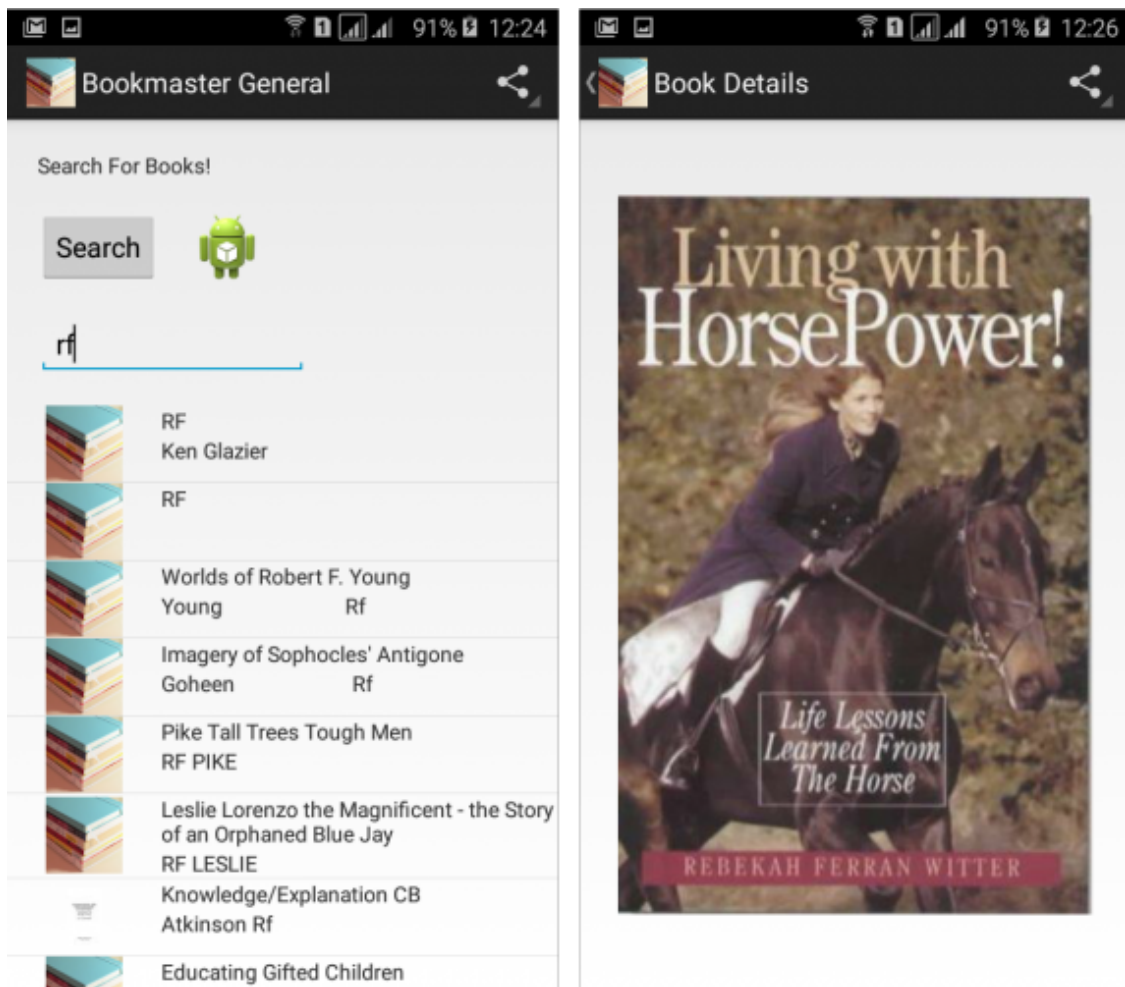 91% 12:24
Bookmaster General
Search For Books!
Search
rf
RF
Ken Glazier
RF
Worlds of Robert F. Young
Young Rf
Imagery of Sophocles' Antigone
Goheen Rf
Pike Tall Trees Tough Men
RF PIKE
Leslie Lorenzo the Magnificent - the Story
of an Orphaned Blue Jay
RF LESLIE
Knowledge/Explanation CB
Atkinson Rf
Educating Gifted Children
1 91% 12:26
Book Details
Living with
HorsePower!
Life Lessons
Learned From
The Horse
REBEKAH FERRAN WITTER